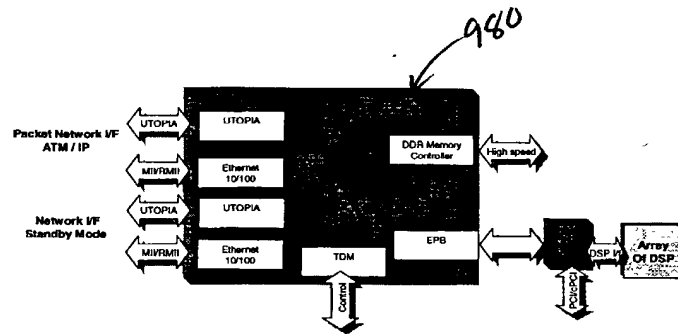 980
UTOPIA
UTOPIA
Packet Network I/F
ATM / IP
DDR Memory
Controller
High speed
MII/RMII
Ethernet
10/100
UTOPIA
UTOPIA
Network I/F
Standby Mode
EPB
MII/RMII
Ethernet
10/100
TDM
DSP I/
Array
Of DSP
Control
PCI/cPCI